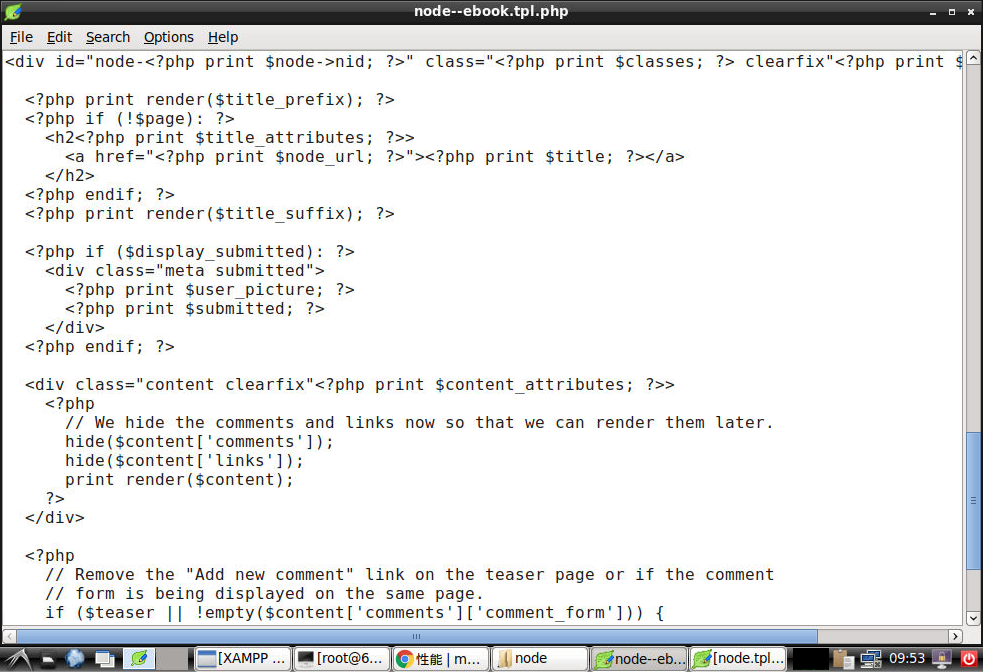 node--ebook.tpl.php
File Edit Search Options Help
<div id="node-<?php print $node->nid; ?>" class="<?php print $classes; ?> clearfix"<?php print $
<?php print render($title_prefix); ?>
<?php if (!$page): ?>
<h2<?php print $title_attributes; ?>>
<a href="<?php print $node_url; ?>"><?php print $title; ?></a>
</h2>
<?php endif; ?>
<?php print render($title_suffix); ?>
<?php if ($display_submitted): ?>
<div class="meta submitted">
<?php print $user_picture; ?>
<?php print $submitted; ?>
</div>
<?php endif; ?>
<div class="content clearfix"<?php print $content_attributes; ?>>
<?php
// We hide the comments and links now so that we can render them later.
hide($content['comments']);
hide($content['links']);
print render($content);
?>
</div>
<?php
// Remove the "Add new comment" link on the teaser page or if the comment
// form is being displayed on the same page.
if ($teaser || !empty($content['comments']['comment_form'])) {
[XAMPP ... [root@6... 性能 | m... node node--eb... [node.tpl... 09:53